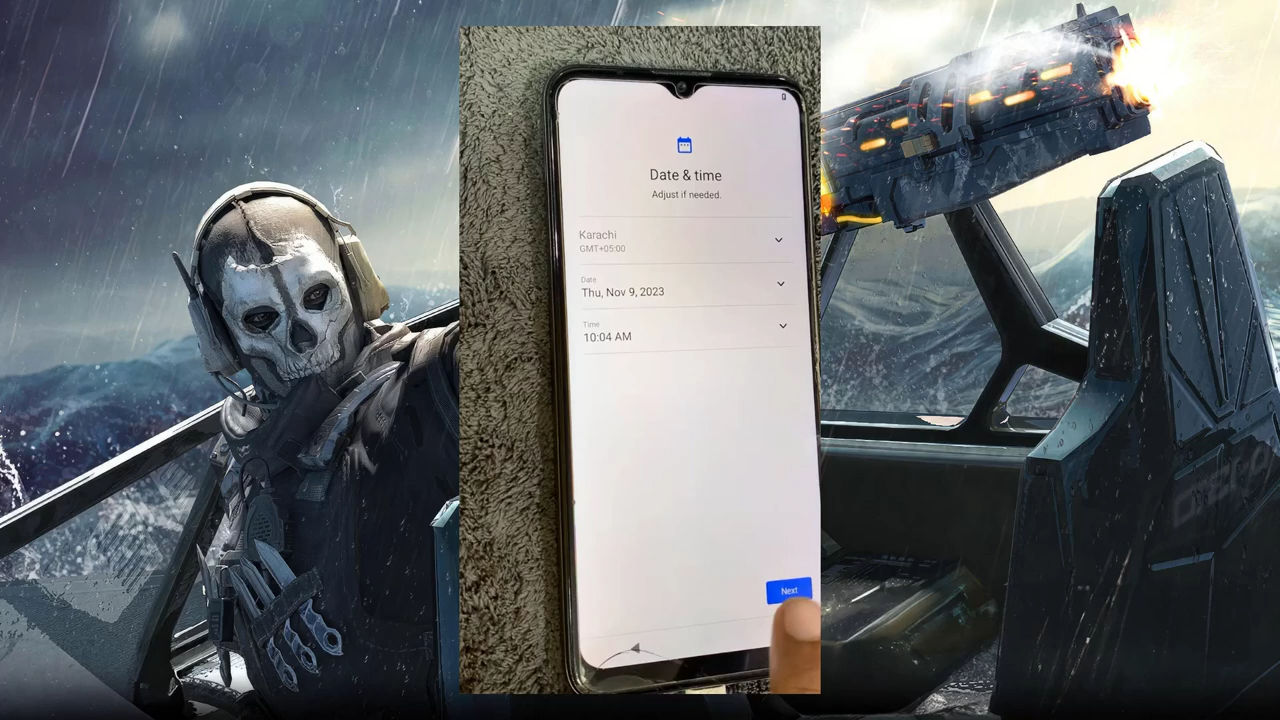 Date & time
Adjust if needed.
Karachi
GMT+05:00
Date
Thu, Nov 9, 2023
Time
10:04 AM
Next